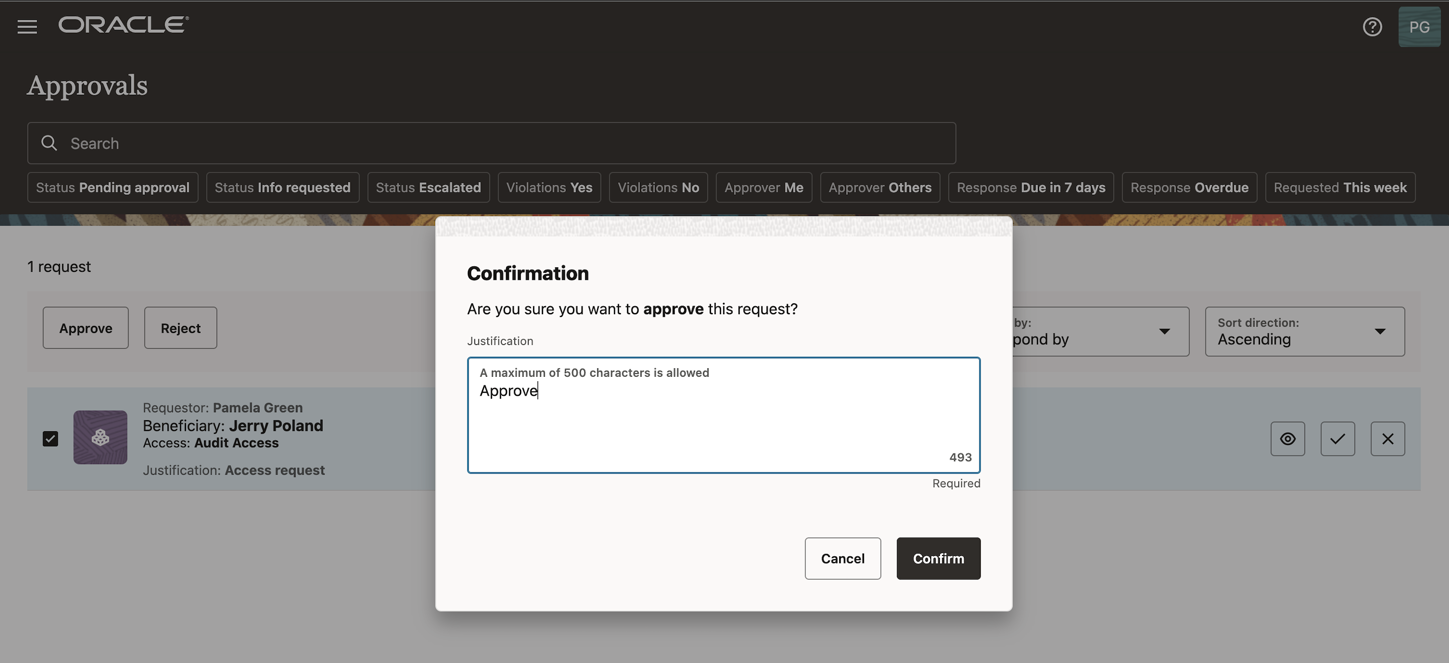 ORACLE
PG
Approvals
Search
Status Pending approval
Status Info requested
Status Escalated
Violations Yes
Violations No
Approver Me
Approver Others
Response Due in 7 days
Response Overdue
Requested This week
1 request
Approve
Reject
by:
pond by
Sort direction:
Ascending
Requestor: Pamela Green
Beneficiary: Jerry Poland
Access: Audit Access
Justification: Access request
Confirmation
Are you sure you want to approve this request?
Justification
A maximum of 500 characters is allowed
Approve
493
Required
Cancel
Confirm